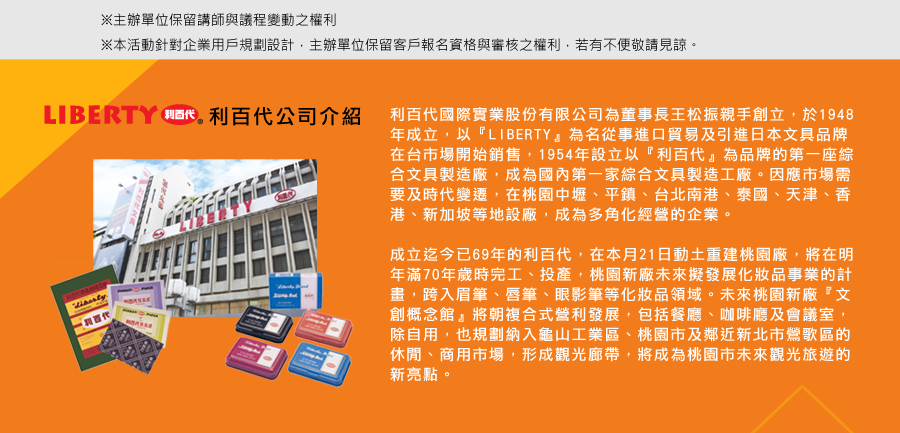 ※主辦單位保留講師與議程變動之權利
※本活動針對企業用戶規劃設計，主辦單位保留客戶報名資格與審核之權利，若有不便敬請見諒。
LIBERTY 利百代® 利百代公司介紹
利百代國際實業股份有限公司為董事長王松振親手創立，於1948
年成立，以『LIBERTY』為名從事進口貿易及引進日本文具品牌
在台市場開始銷售，1954年設立以『利百代』為品牌的第一座綜
合文具製造廠，成為國內第一家綜合文具製造工廠。因應市場需
要及時代變遷，在桃園中壢、平鎮、台北南港、泰國、天津、香
港、新加坡等地設廠，成為多角化經營的企業。
成立迄今已69年的利百代，在本月21日動土重建桃園廠，將在明
年滿70年歲時完工、投產，桃園新廠未來擬發展化妝品事業的計
畫，跨入眉筆、唇筆、眼影筆等化妝品領域。未來桃園新廠『文
創概念館』將朝複合式營利發展，包括餐廳、咖啡廳及會議室，
除自用，也規劃納入龜山工業區、桃園市及鄰近新北市鶯歌區的
休閒、商用市場，形成觀光廊帶，將成為桃園市未來觀光旅遊的
新亮點。
LIBERTY
利百代
Liberty
利百代